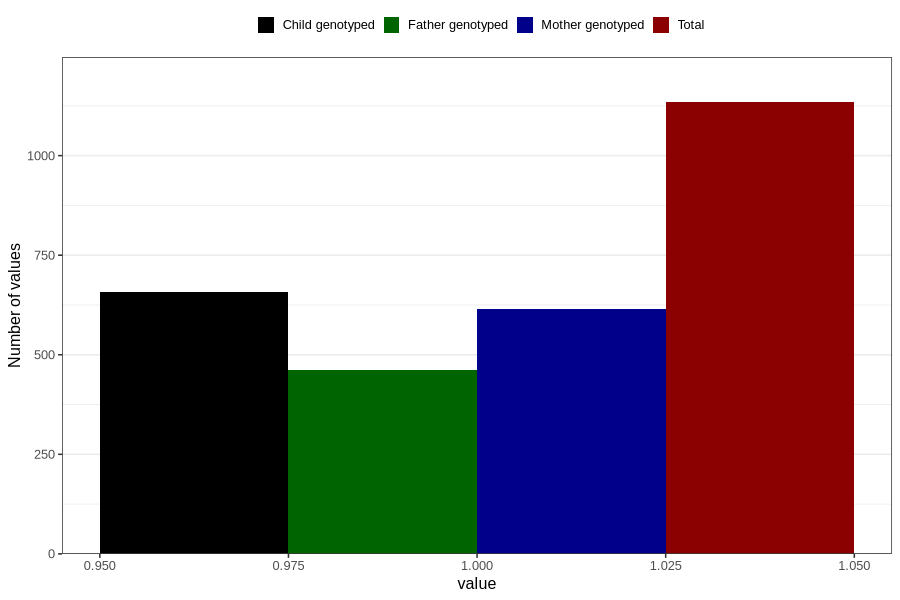 Child genotyped Father genotyped Mother genotyped Total
Number of values
1000
750
500
250
0
0.950 0.975 1.000 1.025 1.050
value